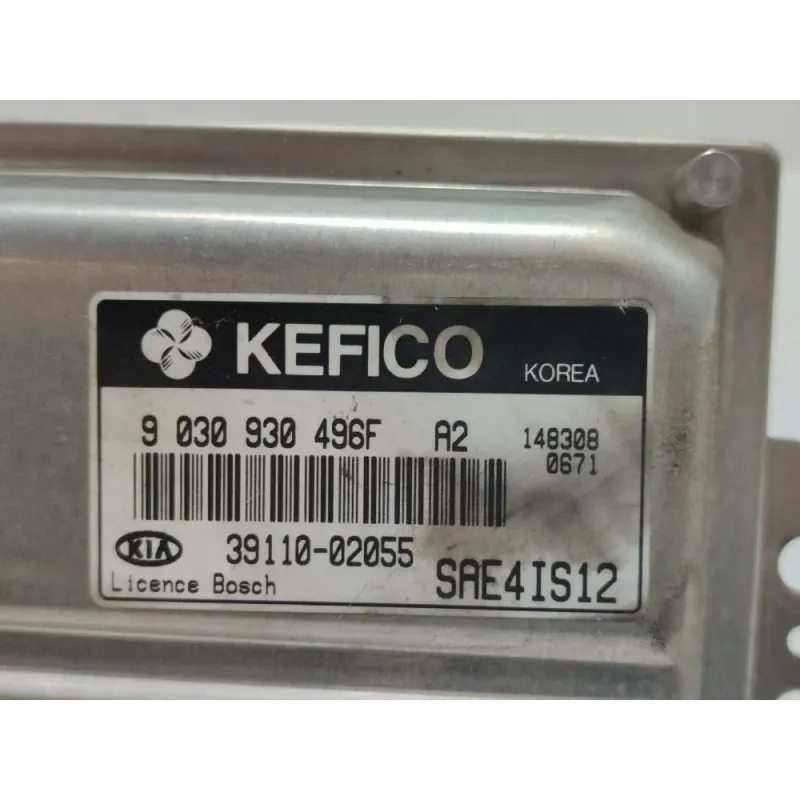 KEFICO KOREA
9 030 930 496F A2 148308
0671
KIA 39110-02055
Licence Bosch SAE4IS12